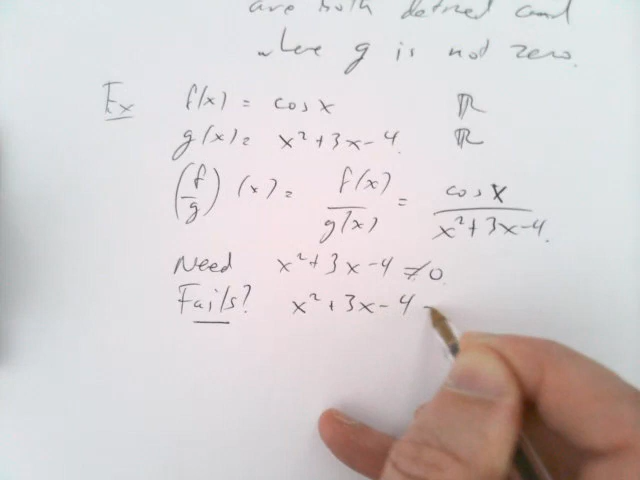 are both defined and
where g is not zero.
Ex f(x) = cos x ℝ
g(x) = x² + 3x - 4. ℝ
(f/g)(x) = f(x)/g(x) = cos x/x² + 3x - 4.
Need x² + 3x - 4 ≠ 0.
Fails? x² + 3x - 4 -